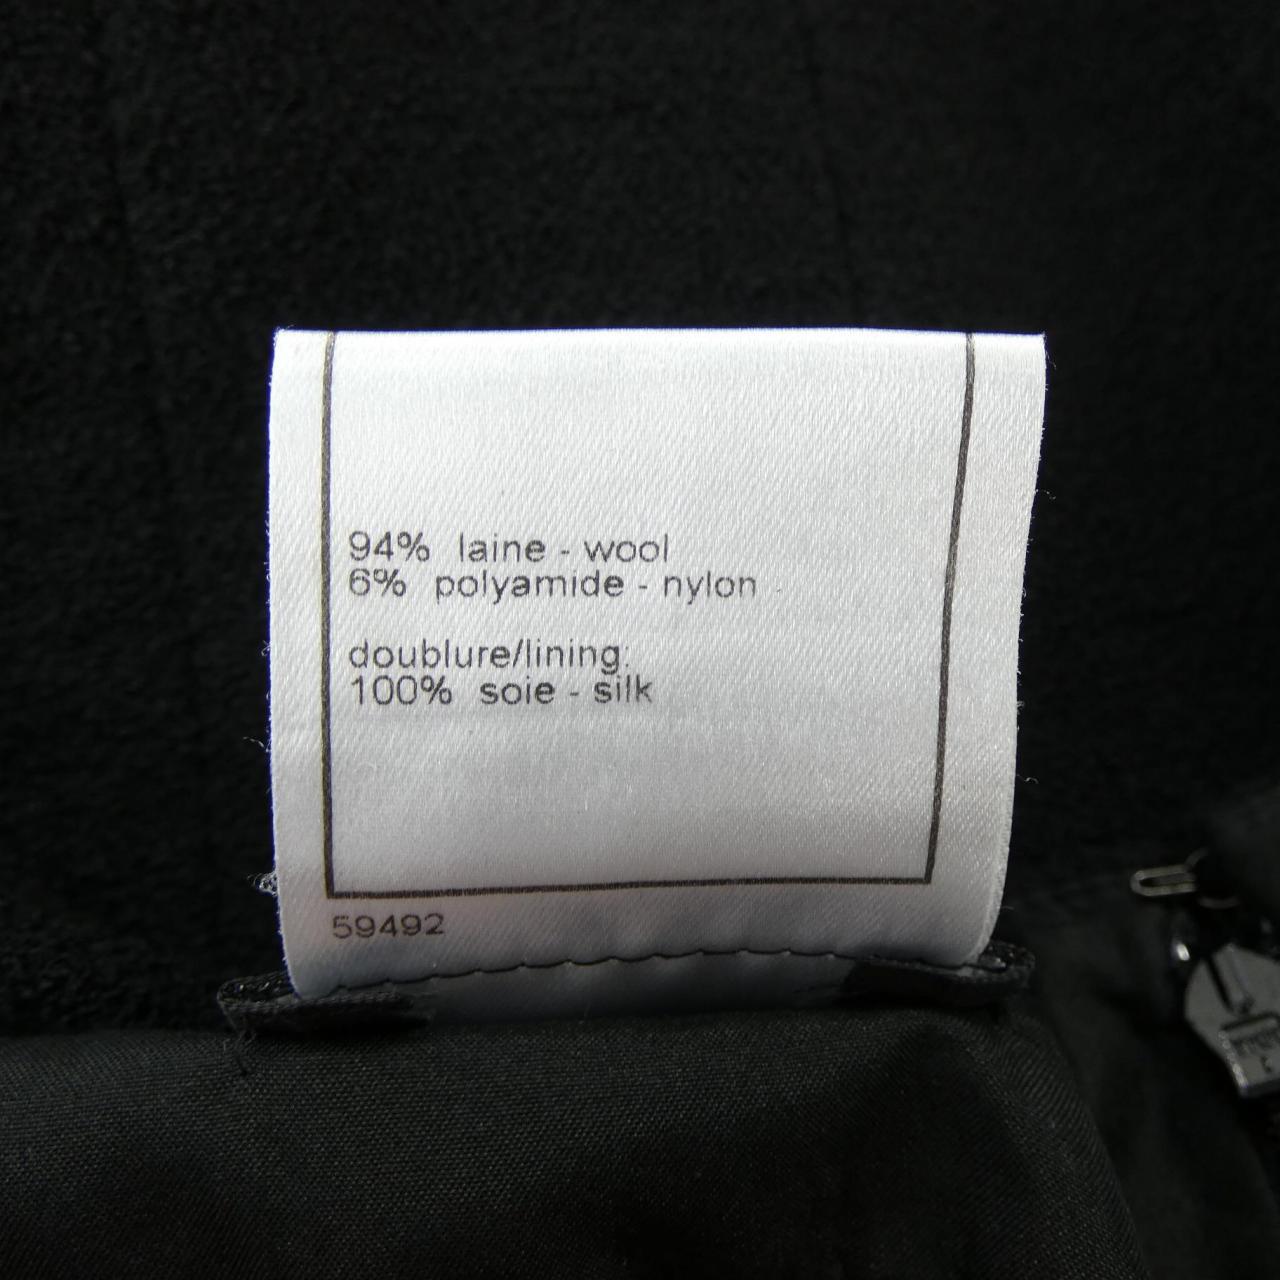 94% laine - wool
6% polyamide - nylon
doublure/lining:
100% soie - silk
59492